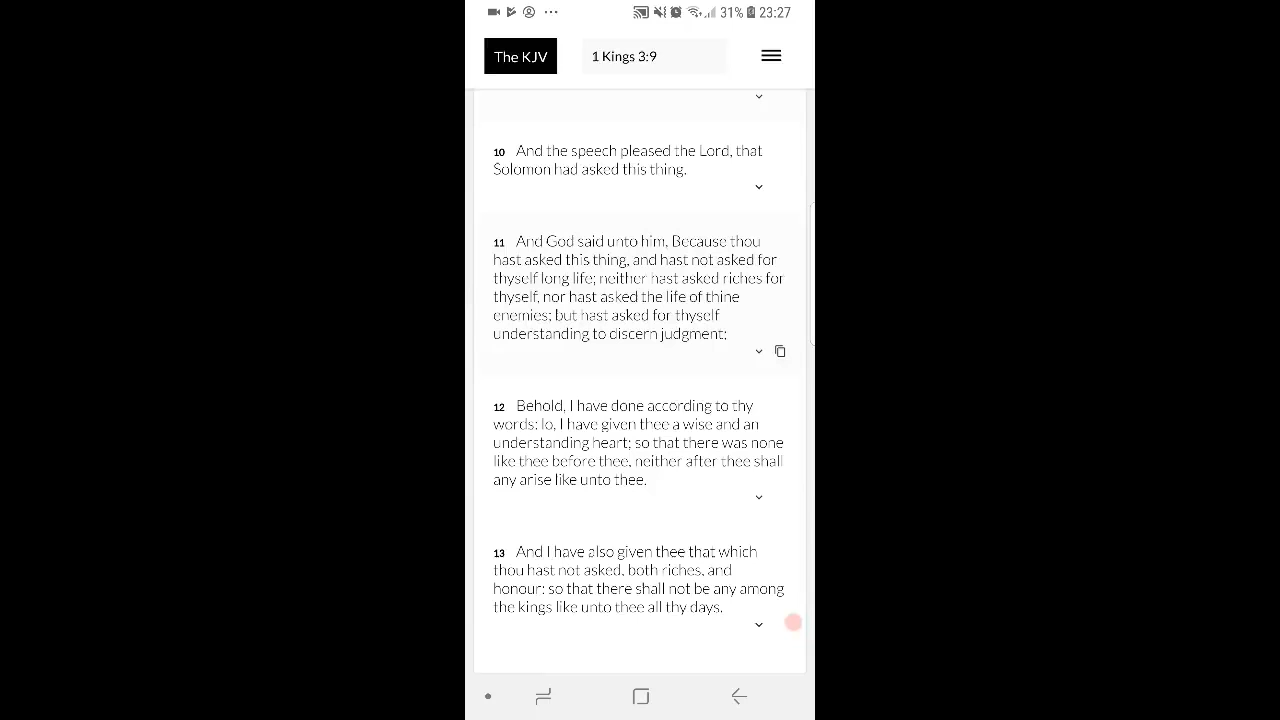 31% 23:27
The KJV
1 Kings 3:9
10 And the speech pleased the Lord, that
Solomon had asked this thing.
11 And God said unto him, Because thou
hast asked this thing, and hast not asked for
thyself long life; neither hast asked riches for
thyself, nor hast asked the life of thine
enemies; but hast asked for thyself
understanding to discern judgment;
12 Behold, I have done according to thy
words: lo, I have given thee a wise and an
understanding heart; so that there was none
like thee before thee, neither after thee shall
any arise like unto thee.
13 And I have also given thee that which
thou hast not asked, both riches, and
honour: so that there shall not be any among
the kings like unto thee all thy days.